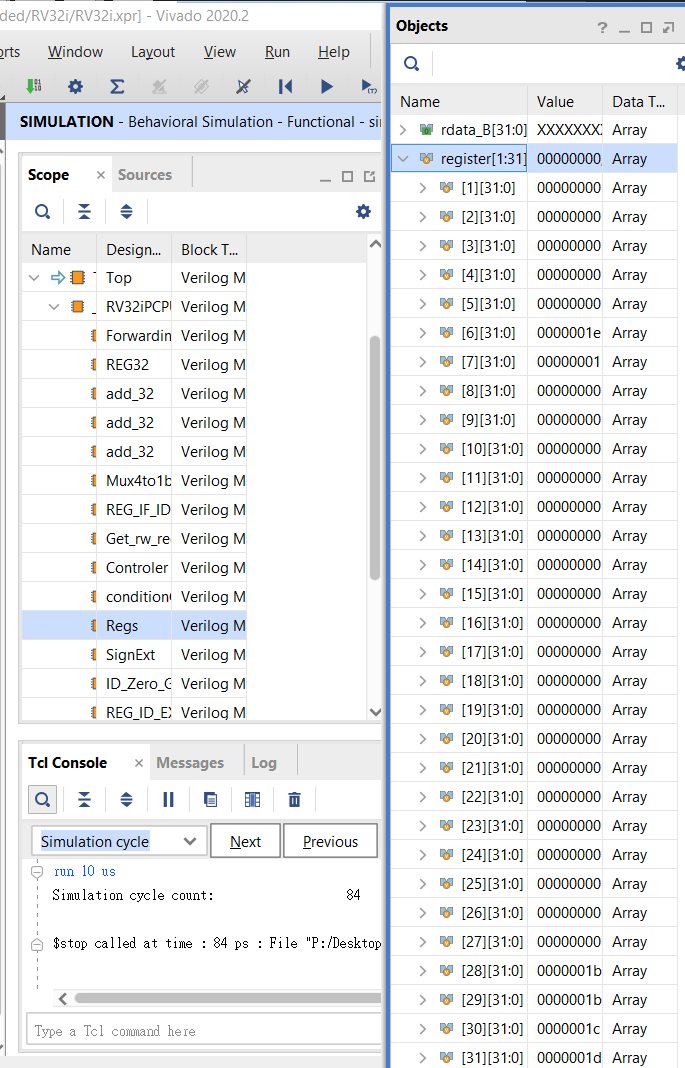 ded/RV32i/RV32i.xpr] - Vivado 2020.2
orts Window Layout View Run Help
SIMULATION - Behavioral Simulation - Functional - si
Scope × Sources
Name Design... Block T...
Top Verilog M
RV32iPCPU Verilog M
Forwardin Verilog M
REG32 Verilog M
add_32 Verilog M
add_32 Verilog M
add_32 Verilog M
Mux4to1b Verilog M
REG_IF_ID Verilog M
Get_rw_re Verilog M
Controler Verilog M
condition Verilog M
Regs Verilog M
SignExt Verilog M
ID_Zero_G Verilog M
REG_ID_EX Verilog M
Tcl Console × Messages Log
Simulation cycle Next Previous
run 10 us
Simulation cycle count: 84
$stop called at time : 84 ps : File "P:/Desktop
Type a Tcl command here
Objects
Name Value Data T...
rdata_B[31:0] XXXXXXXX Array
register[1:31] 00000000, Array
[1][31:0] 00000000 Array
[2][31:0] 00000000 Array
[3][31:0] 00000000 Array
[4][31:0] 00000000 Array
[5][31:0] 00000000 Array
[6][31:0] 0000001e Array
[7][31:0] 00000001 Array
[8][31:0] 00000000 Array
[9][31:0] 00000000 Array
[10][31:0] 00000000 Array
[11][31:0] 00000000 Array
[12][31:0] 00000000 Array
[13][31:0] 00000000 Array
[14][31:0] 00000000 Array
[15][31:0] 00000000 Array
[16][31:0] 00000000 Array
[17][31:0] 00000000 Array
[18][31:0] 00000000 Array
[19][31:0] 00000000 Array
[20][31:0] 00000000 Array
[21][31:0] 00000000 Array
[22][31:0] 00000000 Array
[23][31:0] 00000000 Array
[24][31:0] 00000000 Array
[25][31:0] 00000000 Array
[26][31:0] 00000000 Array
[27][31:0] 00000000 Array
[28][31:0] 0000001b Array
[29][31:0] 0000001b Array
[30][31:0] 0000001c Array
[31][31:0] 0000001d Array